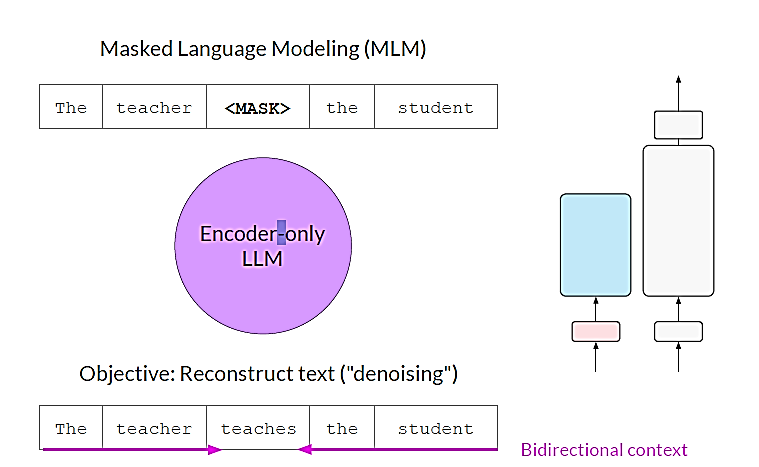 Masked Language Modeling (MLM)
The teacher <MASK> the student
Encoder-only
LLM
Objective: Reconstruct text ("denoising")
The teacher teaches the student
Bidirectional context